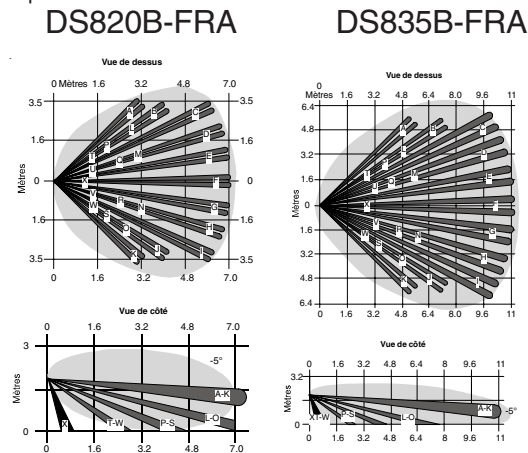 DS820B-FRA
DS835B-FRA
Vue de dessus
0 Mètres 1.6 3.2 4.8 7.0
3.5 3.5
A B C
L D
P
T Q M E
1.6 1.6
U
0 X F 0
V
W R N G
S
1.6 O H 1.6
K J I
3.5 3.5
0 1.6 3.2 4.8 7.0
Mètres
Vue de dessus
0
Mètres 1.6 3.2 4.8 6.4 8.0 9.6 11
6.4
4.8 A B C
L
3.2 P D
T M E
1.6 U Q
0 X F
V
1.6 W R N G
S
3.2 O H
4.8 K J I
6.4
0 1.6 3.2 4.8 6.4 8.0 9.6 11
Mètres
Vue de côté
0 1.6 3.2 4.8 7.0
3
-5°
A-K
X T-W P-S L-O
0
0 1.6 3.2 4.8 7.0
Mètres
Vue de côté
0 1.6 3.2 4.8 6.4 8 9.6 11
3.2
A-K
-5°
XT-W P-S L-O
0
0 1.6 3.2 4.8 6.4 8.0 9.6 11
Mètres